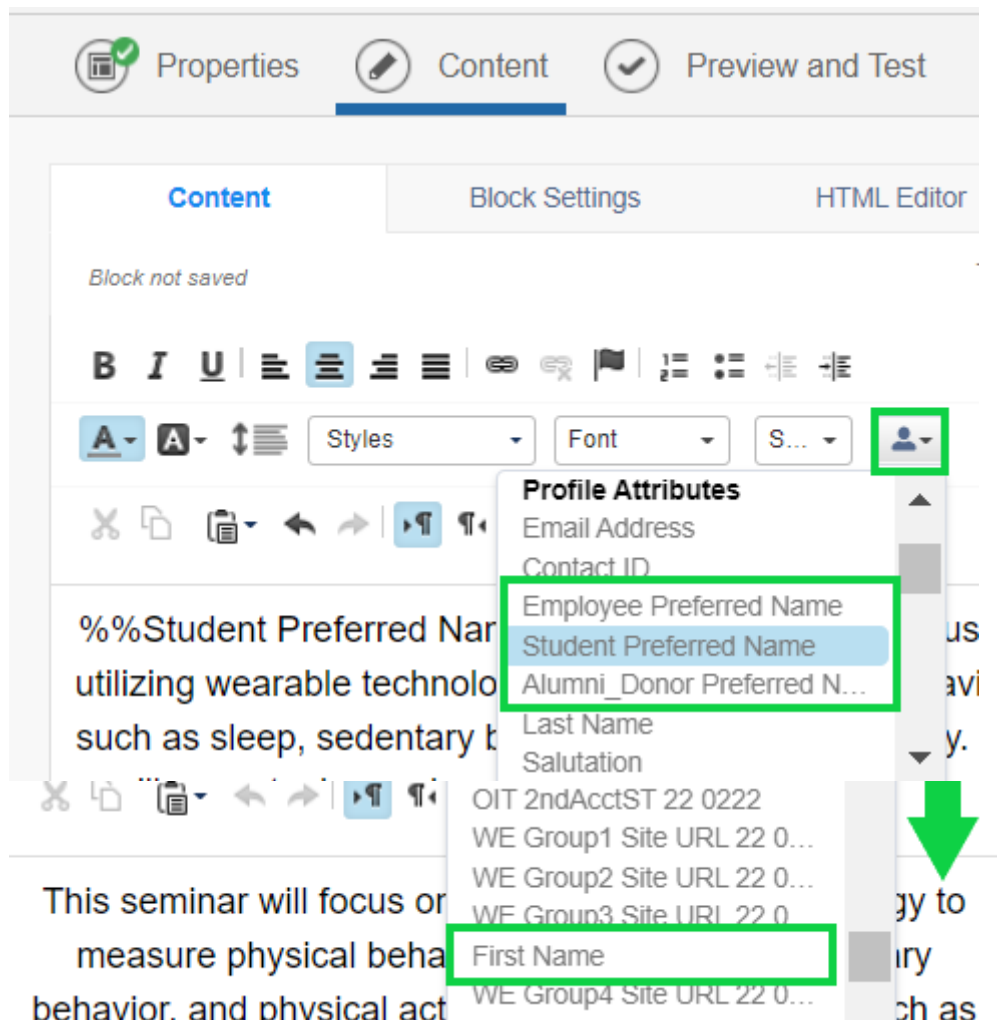 Properties Content Preview and Test
Content Block Settings HTML Editor
Block not saved
B I U
A A Styles Font S...
Profile Attributes
Email Address
Contact ID
Employee Preferred Name
%%Student Preferred Nar us
Student Preferred Name
utilizing wearable technolo avi
Alumni_Donor Preferred N...
Last Name
such as sleep, sedentary b y.
Salutation
OIT 2ndAcctST 22 0222
WE Group1 Site URL 22 0...
WE Group2 Site URL 22 0...
This seminar will focus or gy to
WE Group3 Site URL 22 0
measure physical beha ry
First Name
WE Group4 Site URL 22 0...
behavior, and physical act ch as